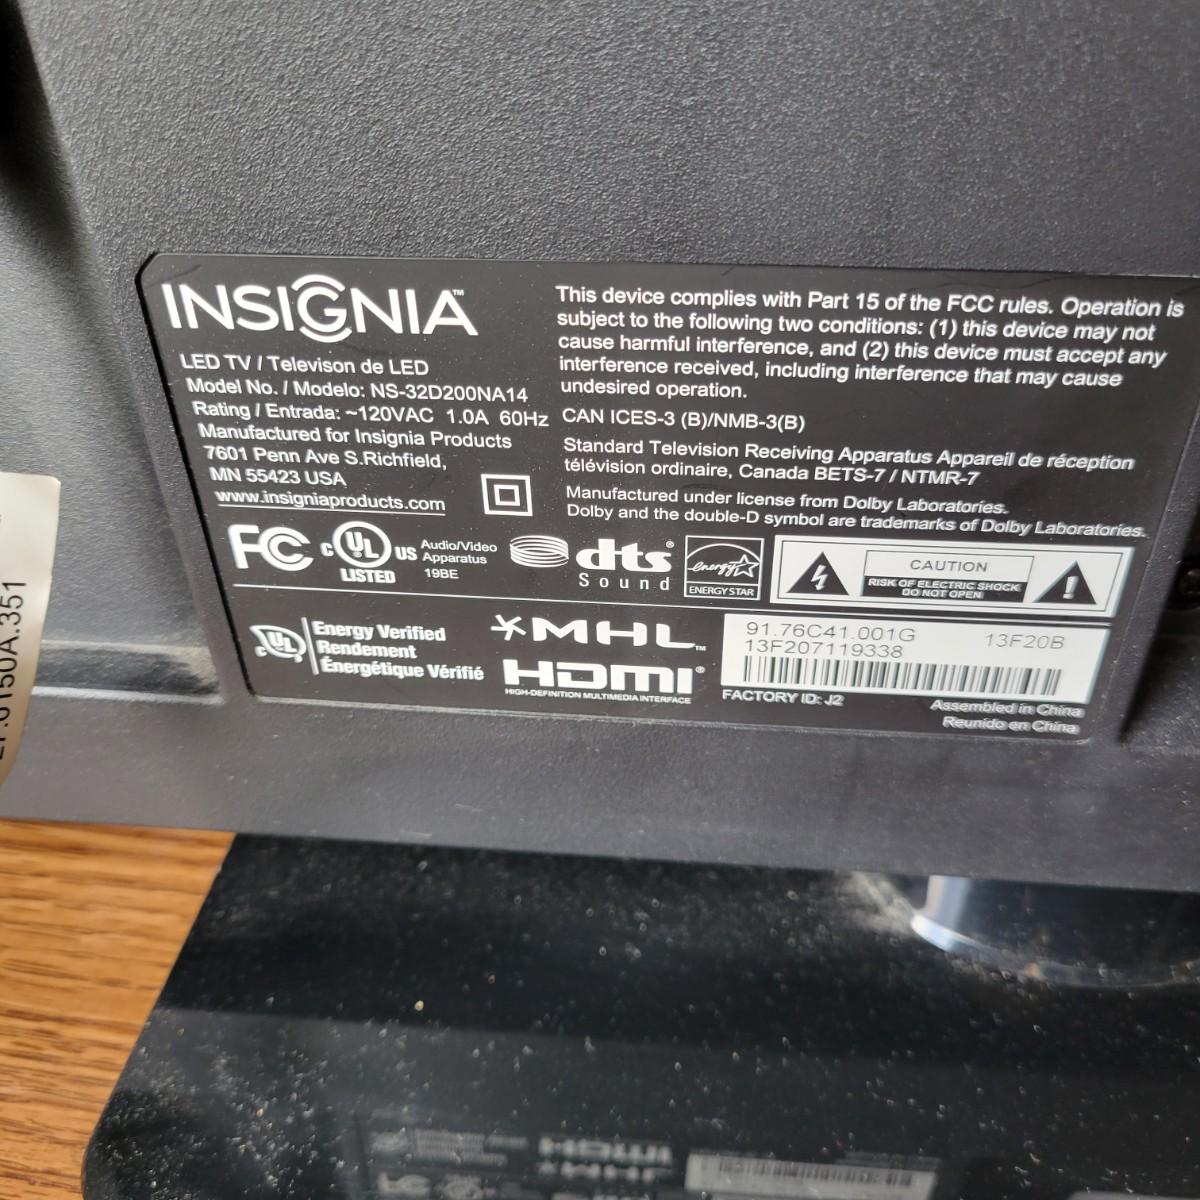 INSIGNIA™
LED TV / Televison de LED
Model No. / Modelo: NS-32D200NA14
Rating / Entrada: ~120VAC 1.0A 60Hz
Manufactured for Insignia Products
7601 Penn Ave S.Richfield,
MN 55423 USA
www.insigniaproducts.com
This device complies with Part 15 of the FCC rules. Operation is
subject to the following two conditions: (1) this device may not
cause harmful interference, and (2) this device must accept any
interference received, including interference that may cause
undesired operation.
CAN ICES-3 (B)/NMB-3(B)
Standard Television Receiving Apparatus Appareil de réception
télévision ordinaire, Canada BETS-7 / NTMR-7
Manufactured under license from Dolby Laboratories.
Dolby and the double-D symbol are trademarks of Dolby Laboratories.
FC
c UL US
LISTED
Audio/Video
Apparatus
19BE
dts®
Sound
energy
ENERGY STAR
CAUTION
RISK OF ELECTRIC SHOCK
DO NOT OPEN
c UL
Energy Verified
Rendement
Énergétique Vérifié
MHL™
HDMI®
HIGH-DEFINITION MULTIMEDIA INTERFACE
91.76C41.001G 13F20B
13F207119338
FACTORY ID: J2
Assembled in China
Reunido en China